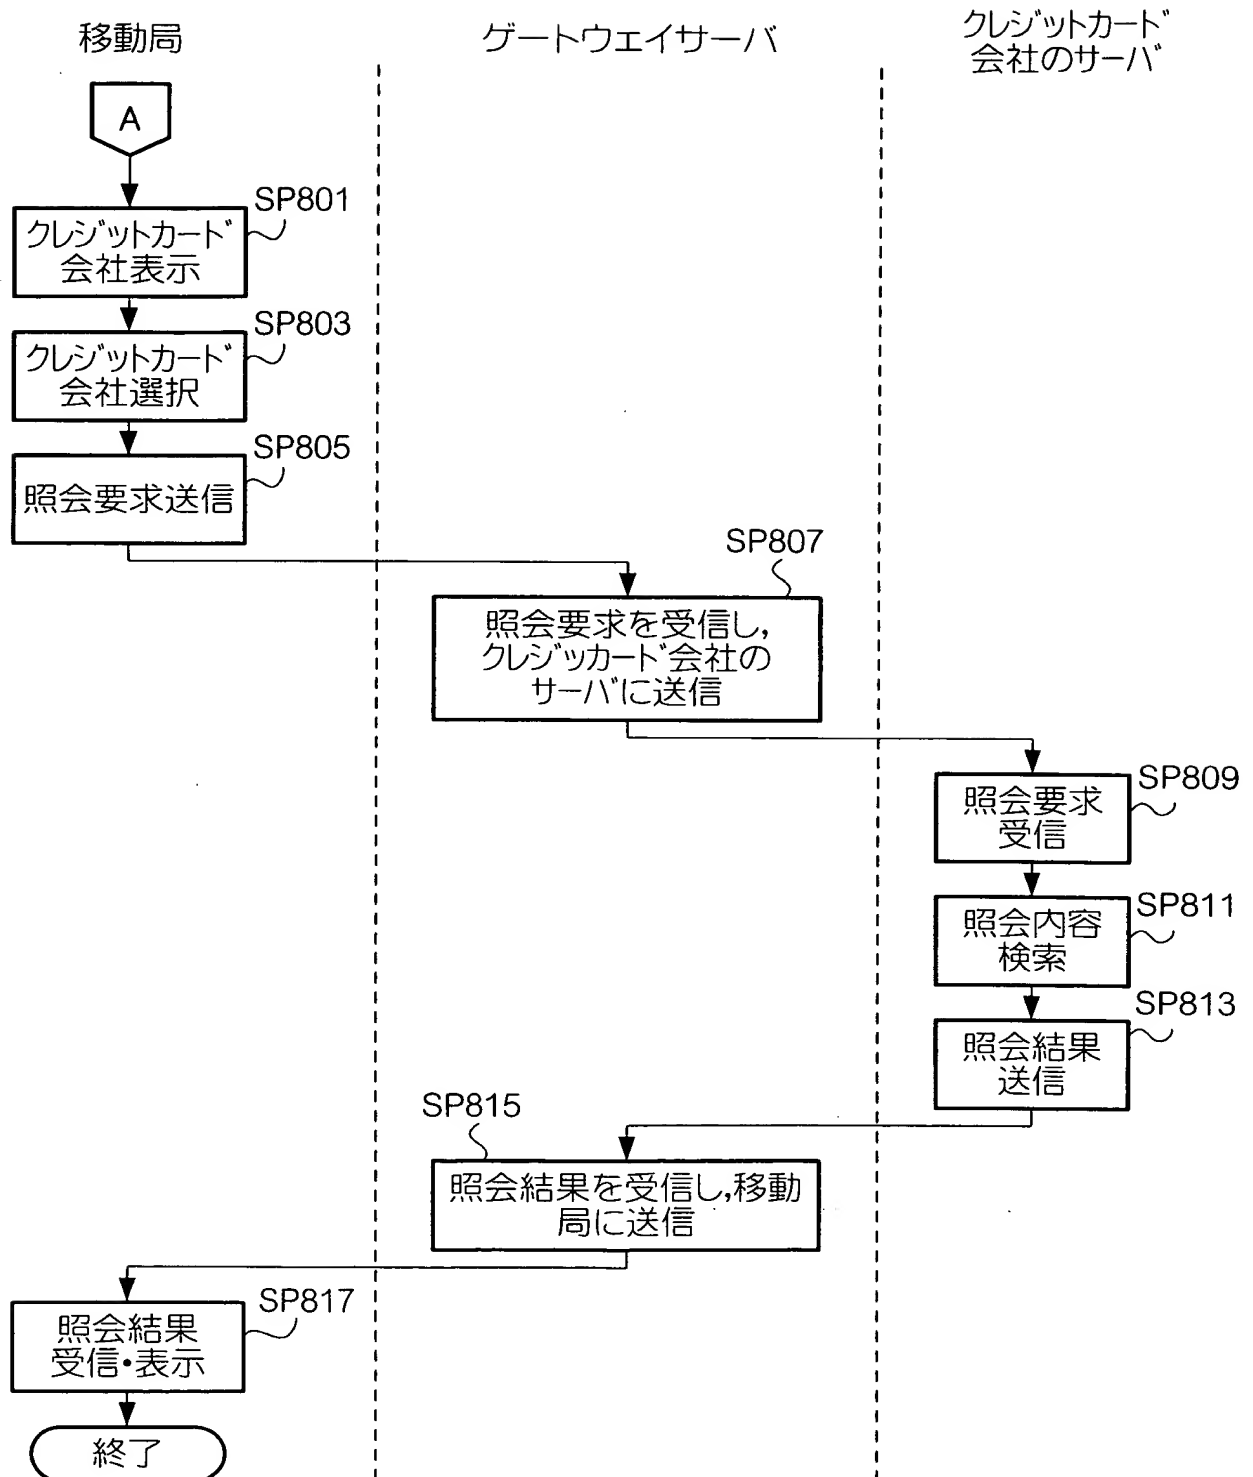 移動局
ゲートウェイサーバ
クレジットカード
会社のサーバ
A
SP801
クレジットカード
会社表示
SP803
クレジットカード
会社選択
SP805
照会要求送信
SP807
照会要求を受信し,
クレジッカード会社の
サーバに送信
SP809
照会要求
受信
SP811
照会内容
検索
SP813
照会結果
送信
SP815
照会結果を受信し,移動
局に送信
SP817
照会結果
受信・表示
終了